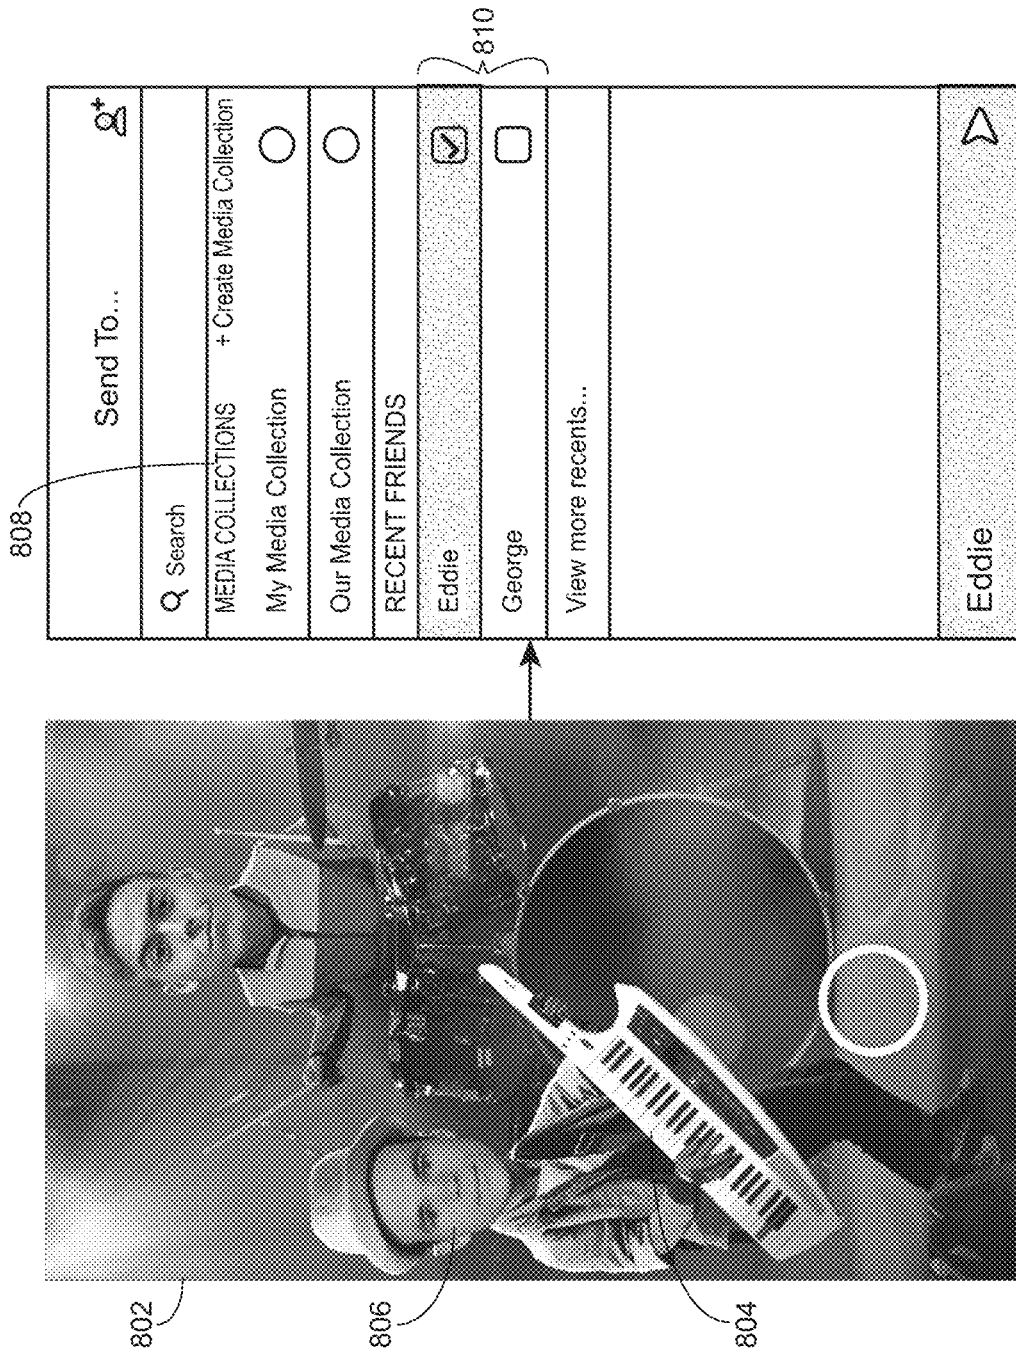 808
Send To...
Search
MEDIA COLLECTIONS + Create Media Collection
My Media Collection
Our Media Collection
RECENT FRIENDS
Eddie
George
View more recents...
Eddie
810
802
806
804